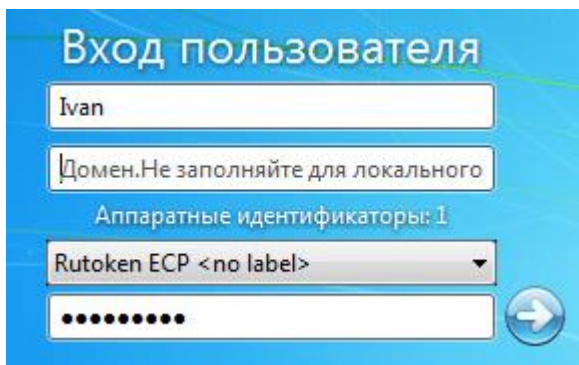 Вход пользователя
Ivan
Домен.Не заполняйте для локального
Аппаратные идентификаторы: 1
Rutoken ECP <no label>
•••••••••